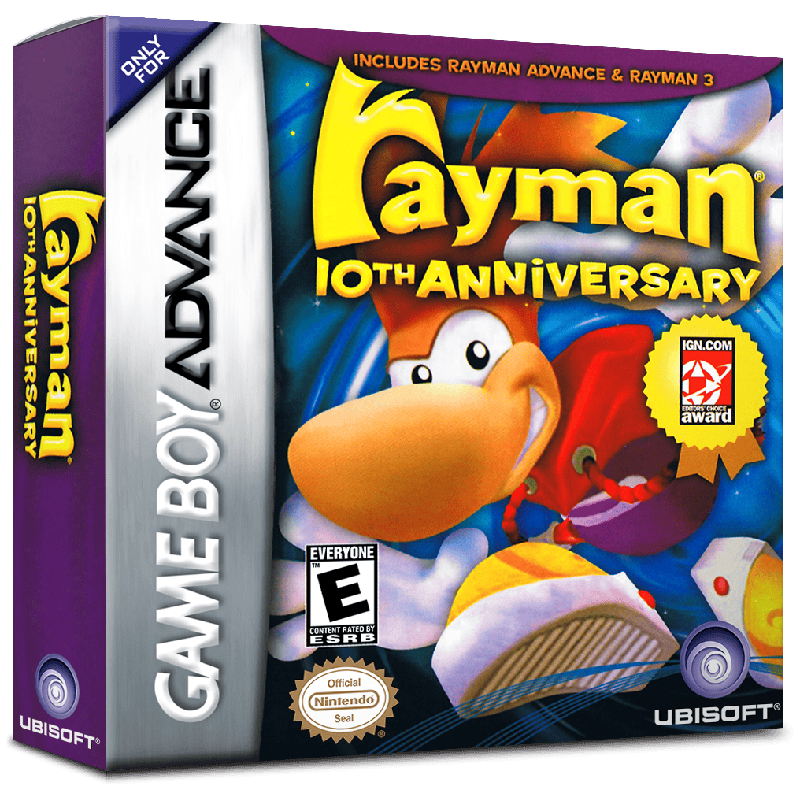 rayman®
10TH ANNIVERSARY
UBISOFT®
ONLY
FOR
GAME BOY ADVANCE
®
INCLUDES RAYMAN ADVANCE & RAYMAN 3
rayman®
10TH ANNIVERSARY
IGN.COM
EDITORS' CHOICE
award
EVERYONE
™
E
CONTENT RATED BY
ESRB
Official
Nintendo
Seal
®
UBISOFT®